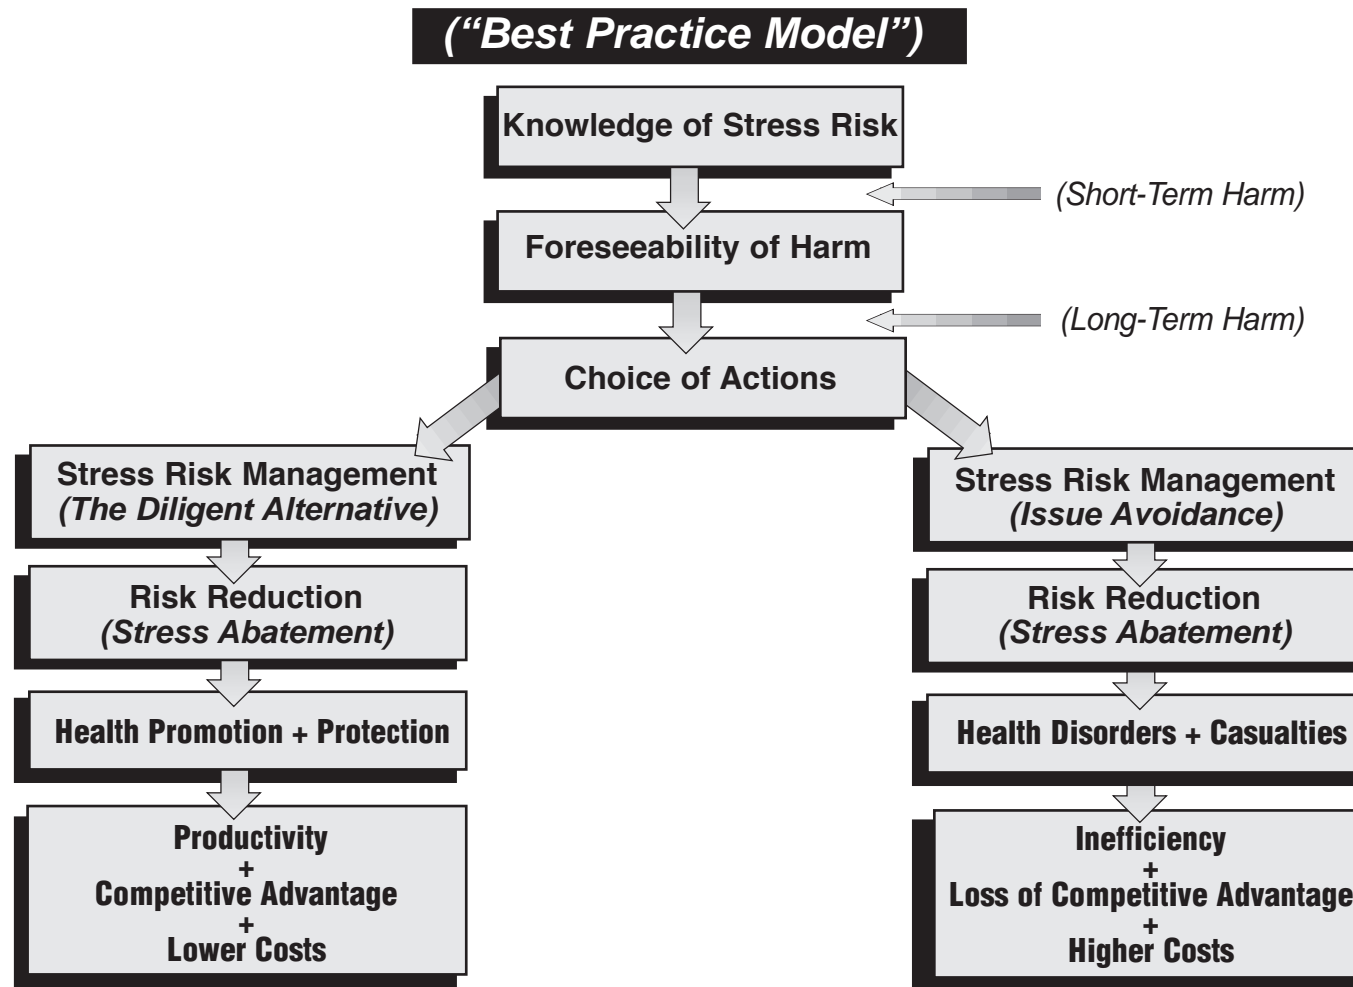 (“Best Practice Model”)
Knowledge of Stress Risk
(Short-Term Harm)
Foreseeability of Harm
(Long-Term Harm)
Choice of Actions
Stress Risk Management
(The Diligent Alternative)
Risk Reduction
(Stress Abatement)
Health Promotion + Protection
Productivity
+
Competitive Advantage
+
Lower Costs
Stress Risk Management
(Issue Avoidance)
Risk Reduction
(Stress Abatement)
Health Disorders + Casualties
Inefficiency
+
Loss of Competitive Advantage
+
Higher Costs